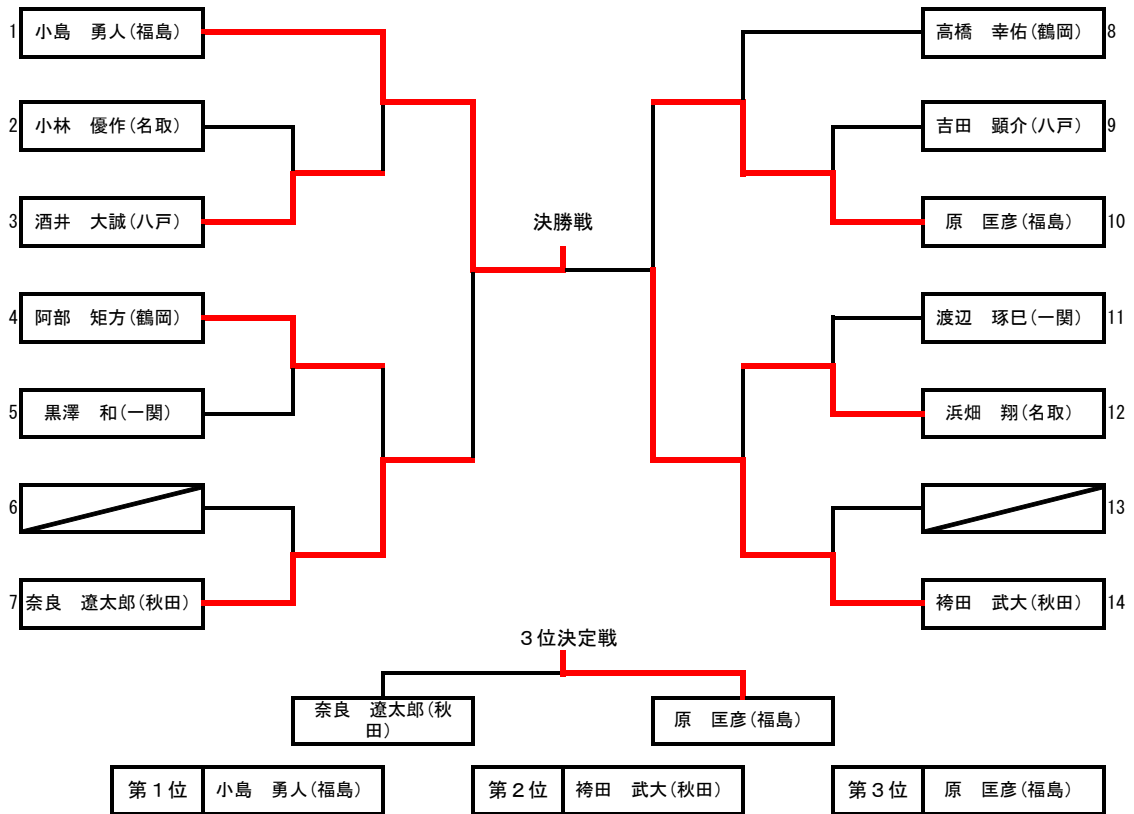 1 小島　勇人(福島)
2 小林　優作(名取)
3 酒井　大誠(八戸)
4 阿部　矩方(鶴岡)
5 黒澤　和(一関)
6
7 奈良　遼太郎(秋田)
決勝戦
高橋　幸佑(鶴岡) 8
吉田　顕介(八戸) 9
原　匡彦(福島) 10
渡辺　琢巳(一関) 11
浜畑　翔(名取) 12
13
袴田　武大(秋田) 14
３位決定戦
奈良　遼太郎(秋
田)
原　匡彦(福島)
第１位 小島　勇人(福島)
第２位 袴田　武大(秋田)
第３位 原　匡彦(福島)